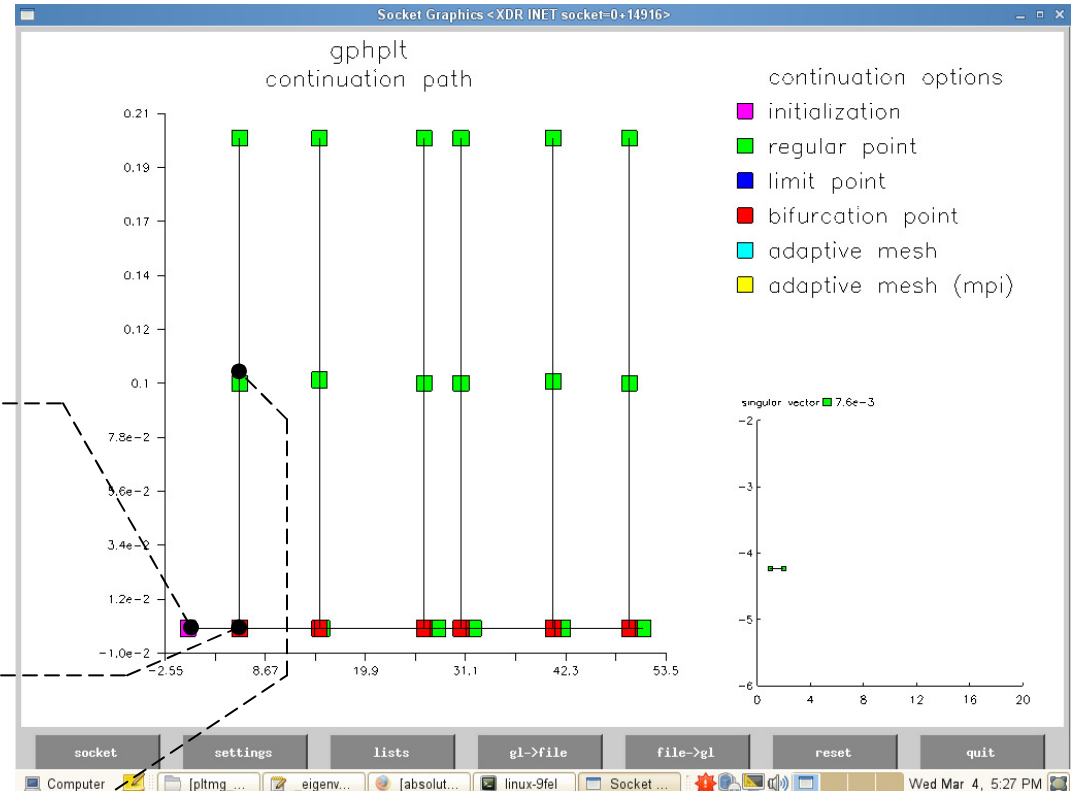 Socket Graphics <XDR INET socket=0+14916>
gphplt
continuation path
0.21
0.19
0.17
0.14
0.12
0.1
7.8e-2
5.6e-2
3.4e-2
1.2e-2
-1.0e-2
-2.55 8.67 19.9 31.1 42.3 53.5
continuation options
initialization
regular point
limit point
bifurcation point
adaptive mesh
adaptive mesh (mpi)
singular vector 7.6e-3
-2
-3
-4
-5
-6
0 4 8 12 16 20
socket settings lists gl->file file->gl reset quit
Computer [pltmg ... _eigenv... [absolut... linux-9fel Socket ... Wed Mar 4, 5:27 PM